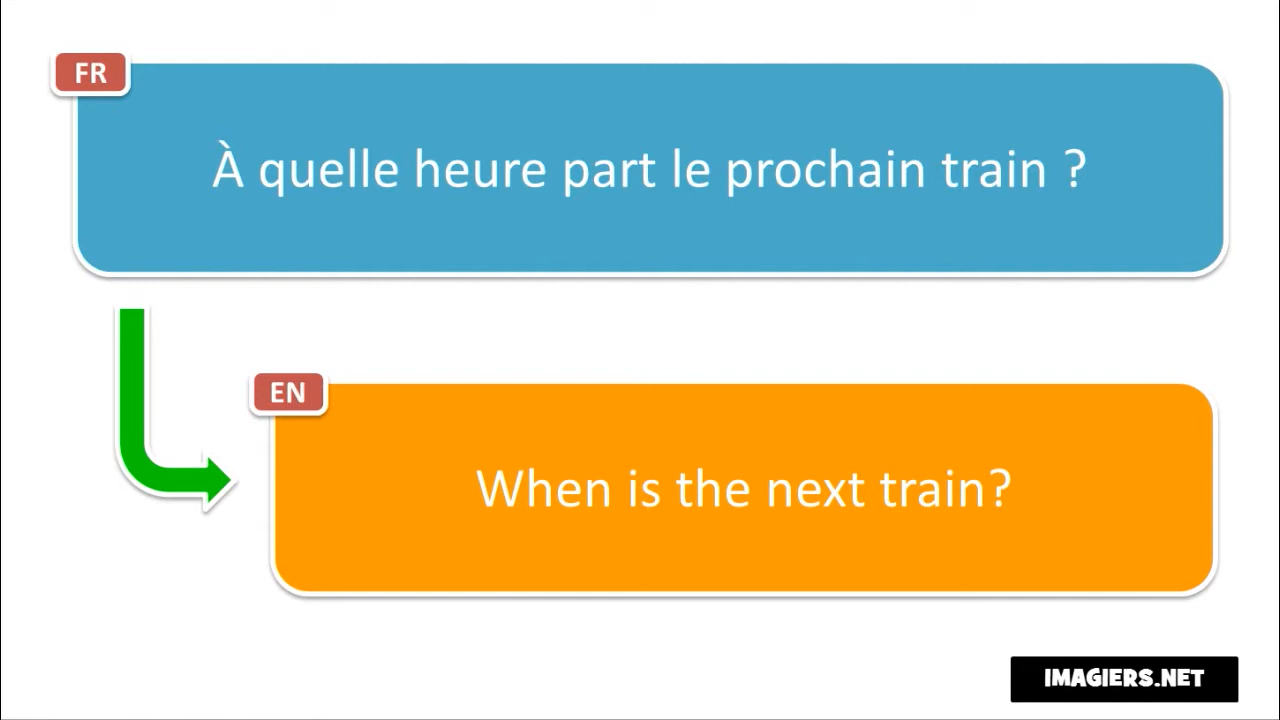 FR
À quelle heure part le prochain train ?
EN
When is the next train?
IMAGIERS.NET